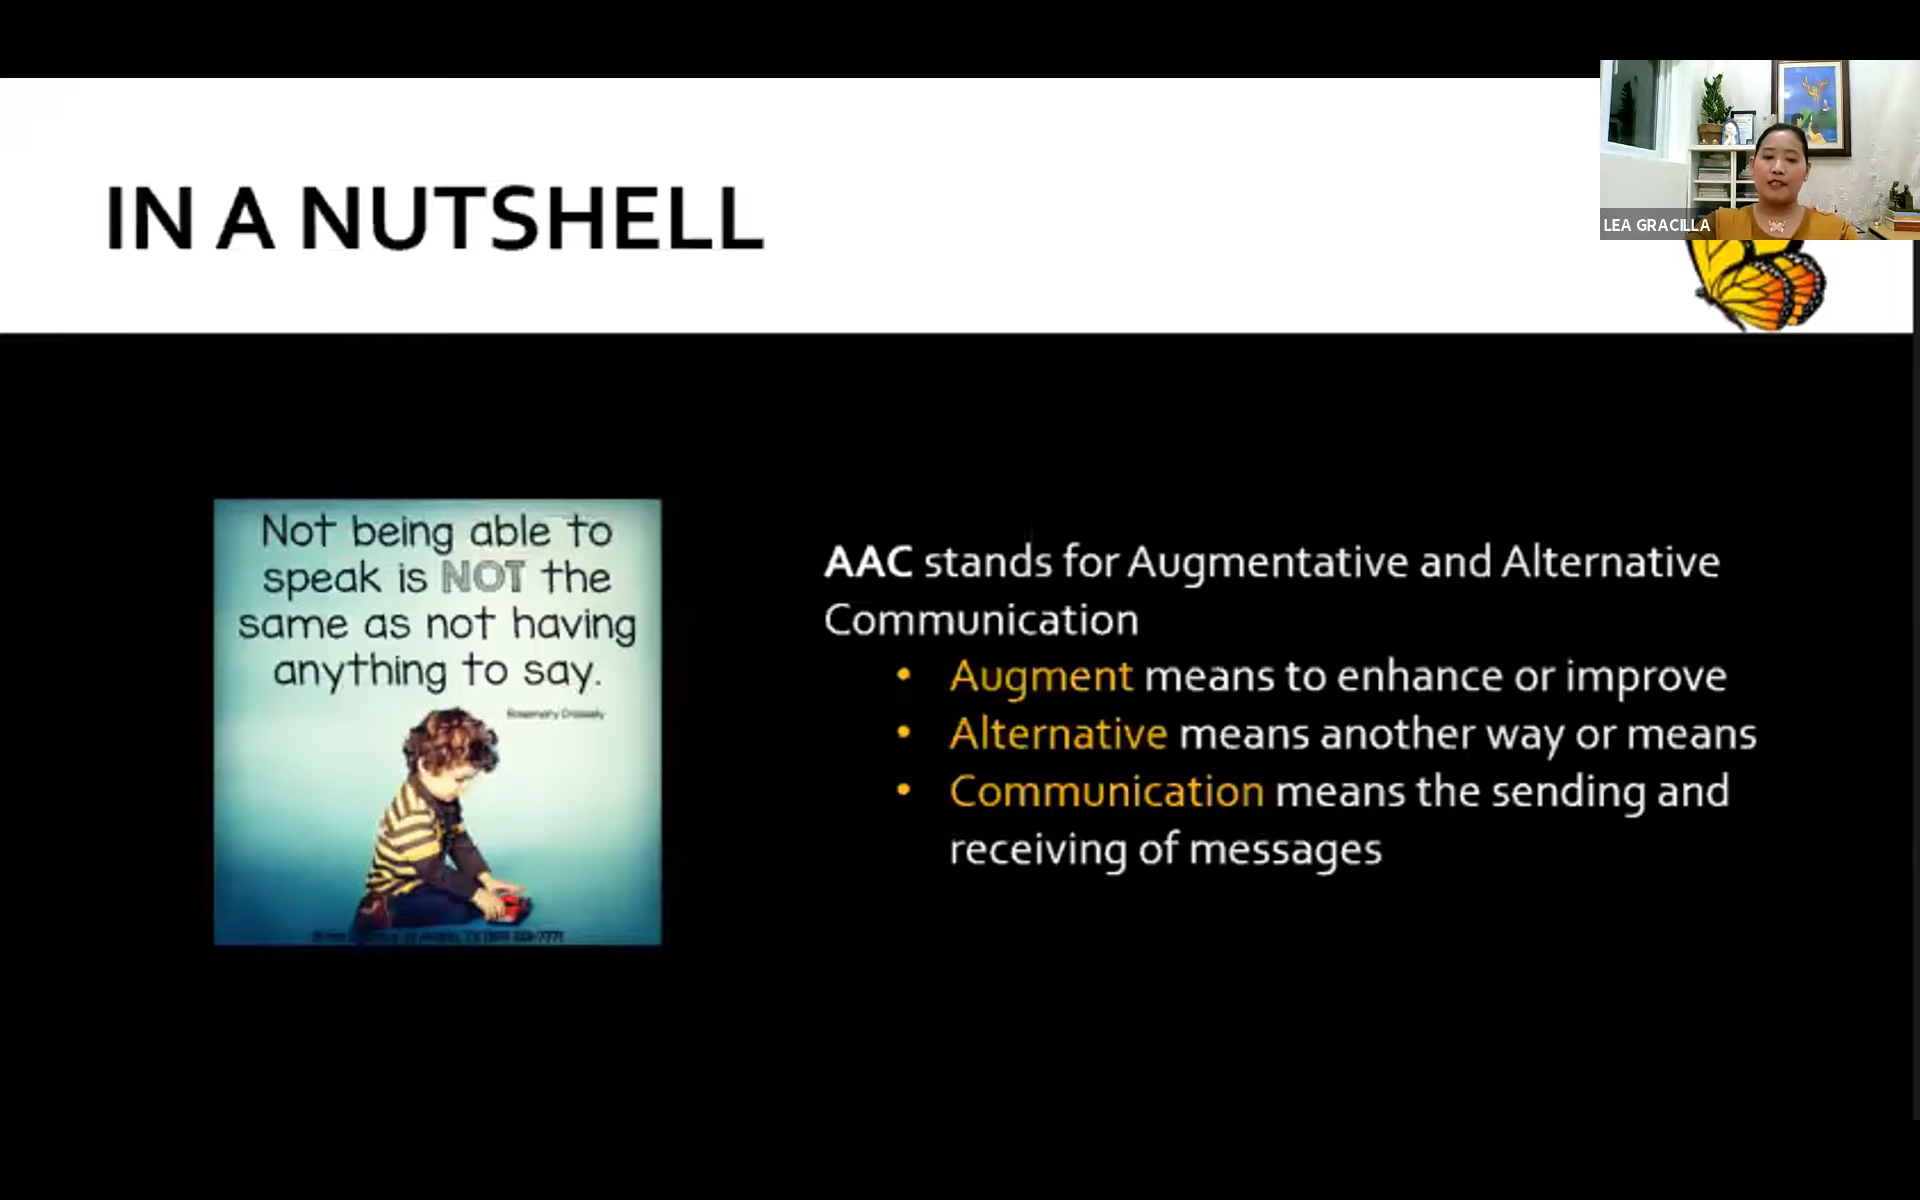 IN A NUTSHELL
LEA GRACILLA
Not being able to
speak is NOT the
same as not having
anything to say.
Rosemary Crossely
AAC stands for Augmentative and Alternative
Communication
• Augment means to enhance or improve
• Alternative means another way or means
• Communication means the sending and
receiving of messages